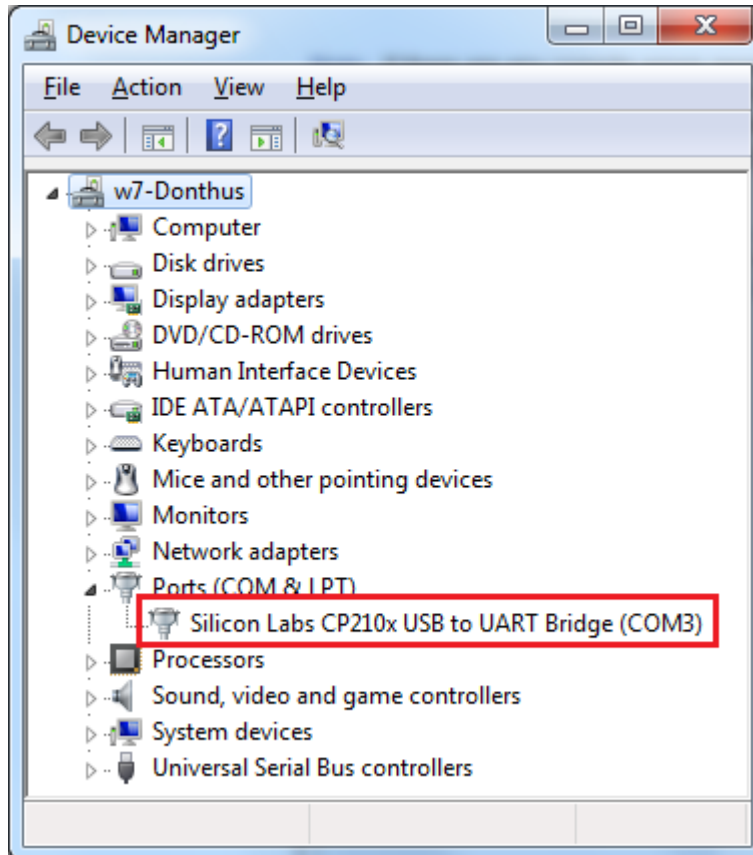 Device Manager
File Action View Help
w7-Donthus
Computer
Disk drives
Display adapters
DVD/CD-ROM drives
Human Interface Devices
IDE ATA/ATAPI controllers
Keyboards
Mice and other pointing devices
Monitors
Network adapters
Ports (COM & LPT)
Silicon Labs CP210x USB to UART Bridge (COM3)
Processors
Sound, video and game controllers
System devices
Universal Serial Bus controllers